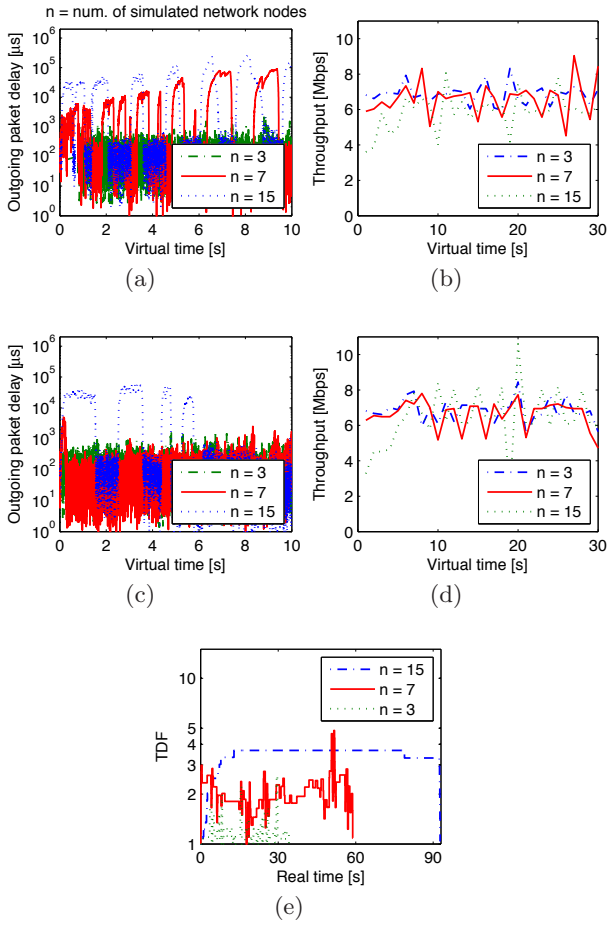 n = num. of simulated network nodes
Outgoing paket delay [µs]
10^6
10^5
10^4
10^3
10^2
10^1
10^0
n = 3
n = 7
n = 15
0 2 4 6 8 10
Virtual time [s]
(a)
Throughput [Mbps]
10
8
6
4
2
0
n = 3
n = 7
n = 15
0 10 20 30
Virtual time [s]
(b)
Outgoing paket delay [µs]
10^6
10^5
10^4
10^3
10^2
10^1
10^0
n = 3
n = 7
n = 15
0 2 4 6 8 10
Virtual time [s]
(c)
Throughput [Mbps]
10
8
6
4
2
0
n = 3
n = 7
n = 15
0 10 20 30
Virtual time [s]
(d)
TDF
10
5
4
3
2
1
n = 15
n = 7
n = 3
0 30 60 90
Real time [s]
(e)